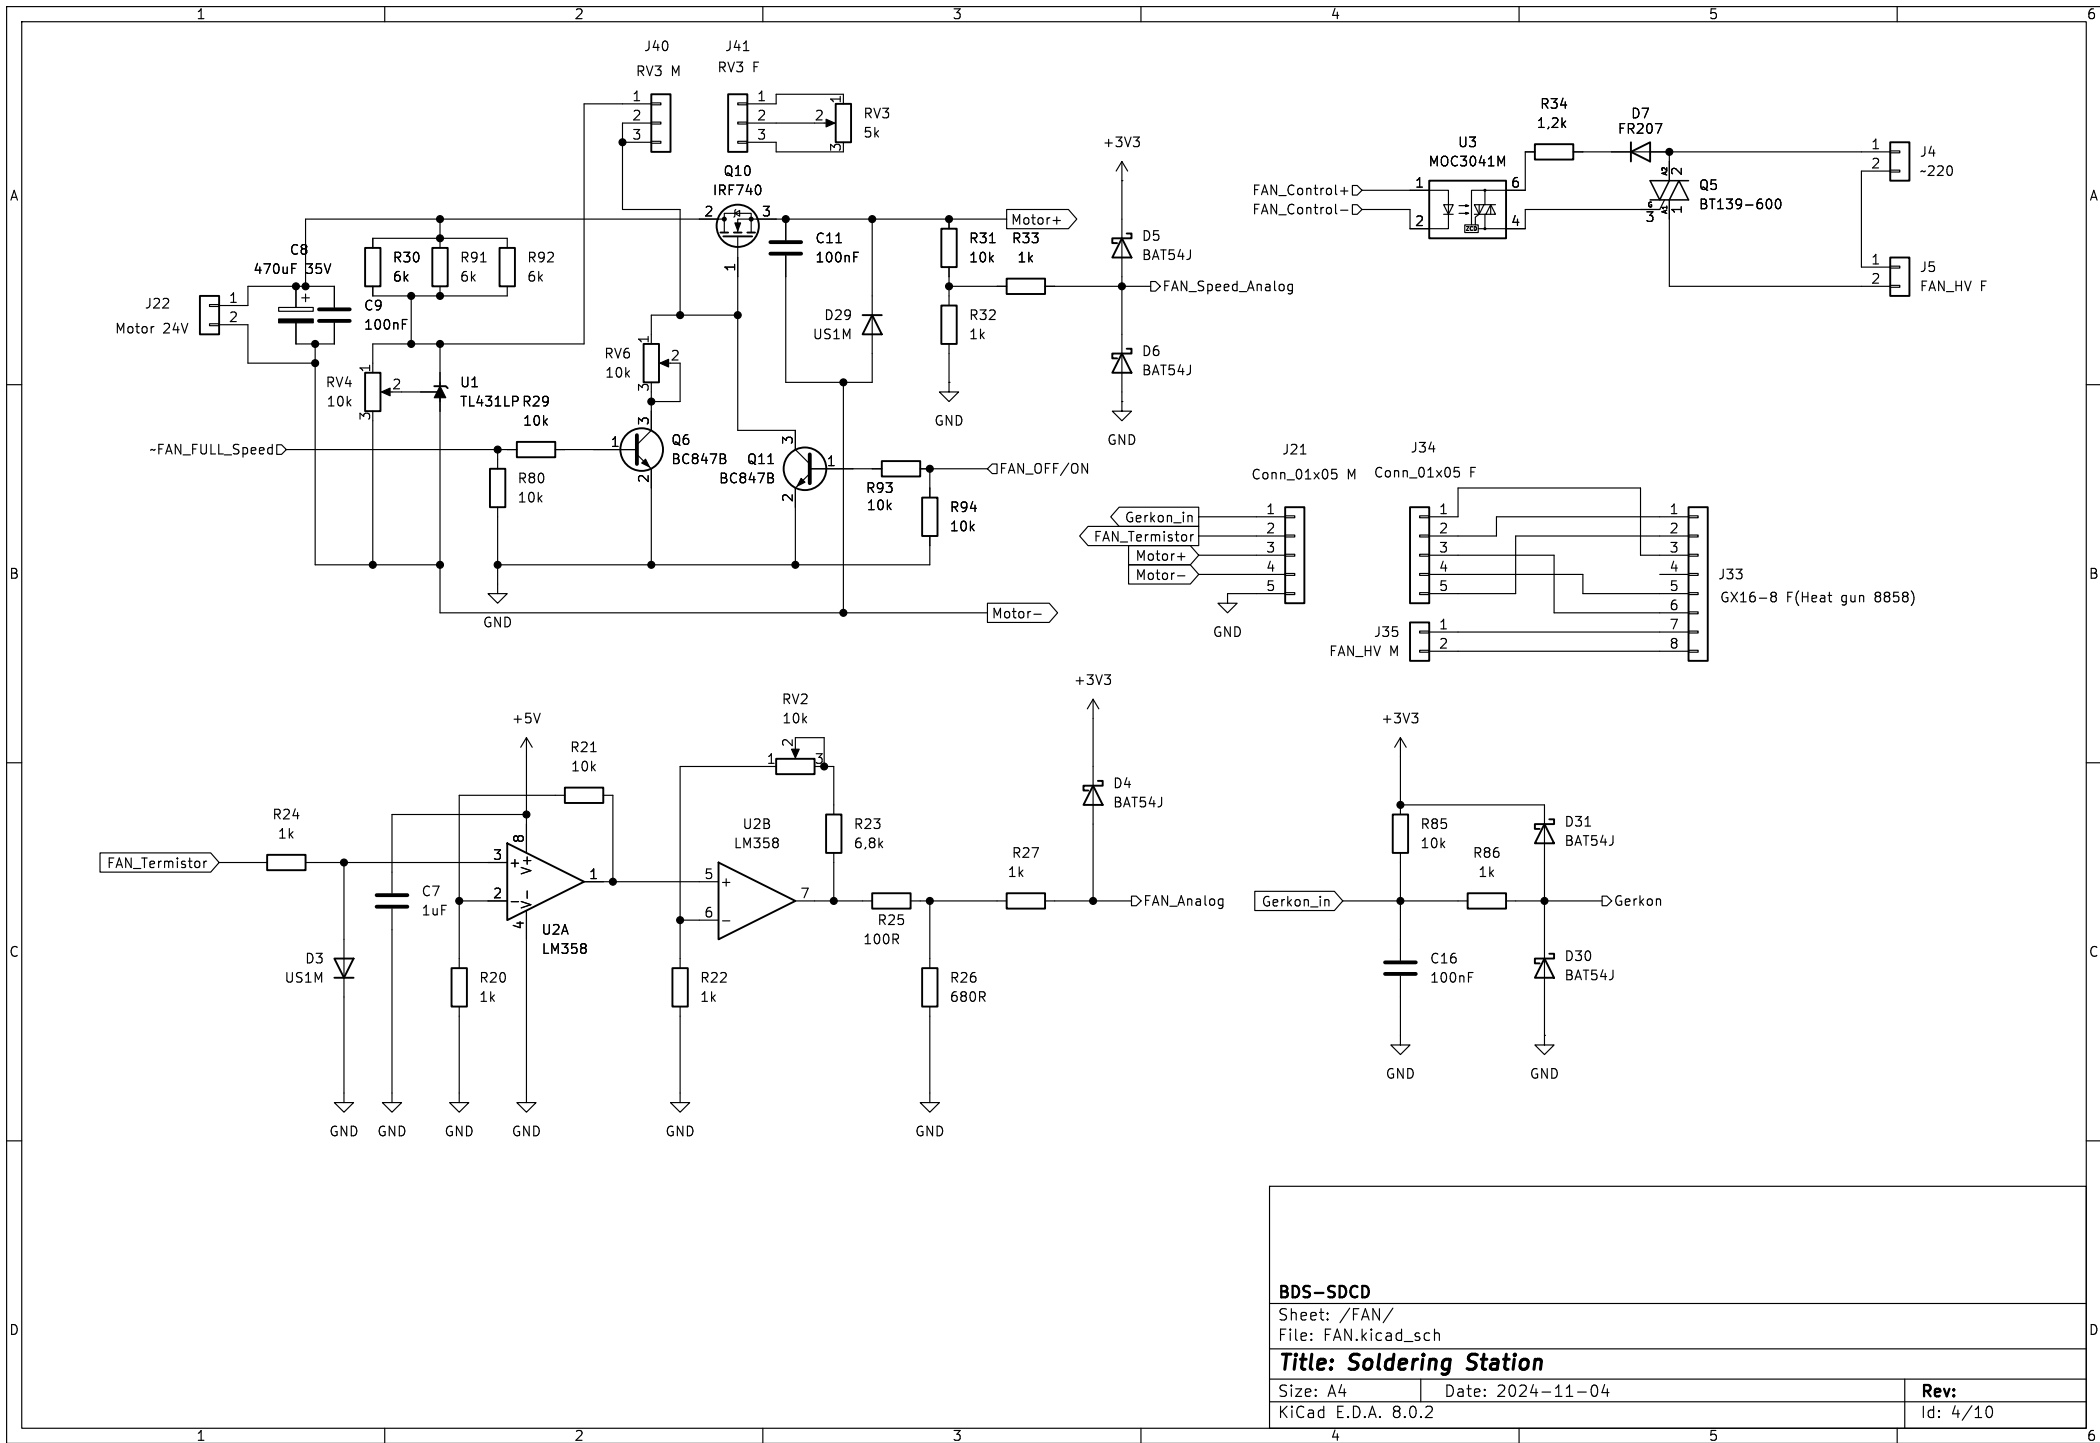 1 2 3 4 5 6
A
B
C
D
J40
RV3 M
1
2
3
J41
RV3 F
1
2
3
1
2
3
RV3
5k
Q10
IRF740
2
3
1
Motor+
C8
470uF 35V
+
C9
100nF
J22
Motor 24V
1
2
R30
6k
R91
6k
R92
6k
C11
100nF
D29
US1M
R31
10k
R33
1k
R32
1k
GND
+3V3
D5
BAT54J
FAN_Speed_Analog
D6
BAT54J
GND
RV4
10k
1
2
3
U1
TL431LP
R29
10k
RV6
10k
1
2
3
~FAN_FULL_Speed
R80
10k
Q6
BC847B
1
3
2
Q11
BC847B
3
1
2
R93
10k
FAN_OFF/ON
R94
10k
GND
Motor-
FAN_Control+
FAN_Control-
U3
MOC3041M
1
2
6
4
ZCD
R34
1,2k
D7
FR207
A2
2
G
3
A1
1
Q5
BT139-600
1
2
J4
~220
1
2
J5
FAN_HV F
J21
Conn_01x05 M
Gerkon_in
FAN_Termistor
Motor+
Motor-
GND
1
2
3
4
5
J34
Conn_01x05 F
1
2
3
4
5
J35
FAN_HV M
1
2
1
2
3
4
5
6
7
8
J33
GX16-8 F(Heat gun 8858)
FAN_Termistor
R24
1k
D3
US1M
GND
C7
1uF
GND
+5V
R21
10k
3
+
2
-
8
V+
V-
4
1
U2A
LM358
R20
1k
GND
GND
RV2
10k
1
2
3
U2B
LM358
5
+
6
-
7
R22
1k
GND
R23
6,8k
R25
100R
R26
680R
GND
R27
1k
+3V3
D4
BAT54J
FAN_Analog
+3V3
R85
10k
R86
1k
D31
BAT54J
Gerkon_in
Gerkon
C16
100nF
D30
BAT54J
GND
GND
BDS-SDCD
Sheet: /FAN/
File: FAN.kicad_sch
Title: Soldering Station
Size: A4 Date: 2024-11-04 Rev:
KiCad E.D.A. 8.0.2 Id: 4/10
A
B
C
D
1 2 3 4 5 6